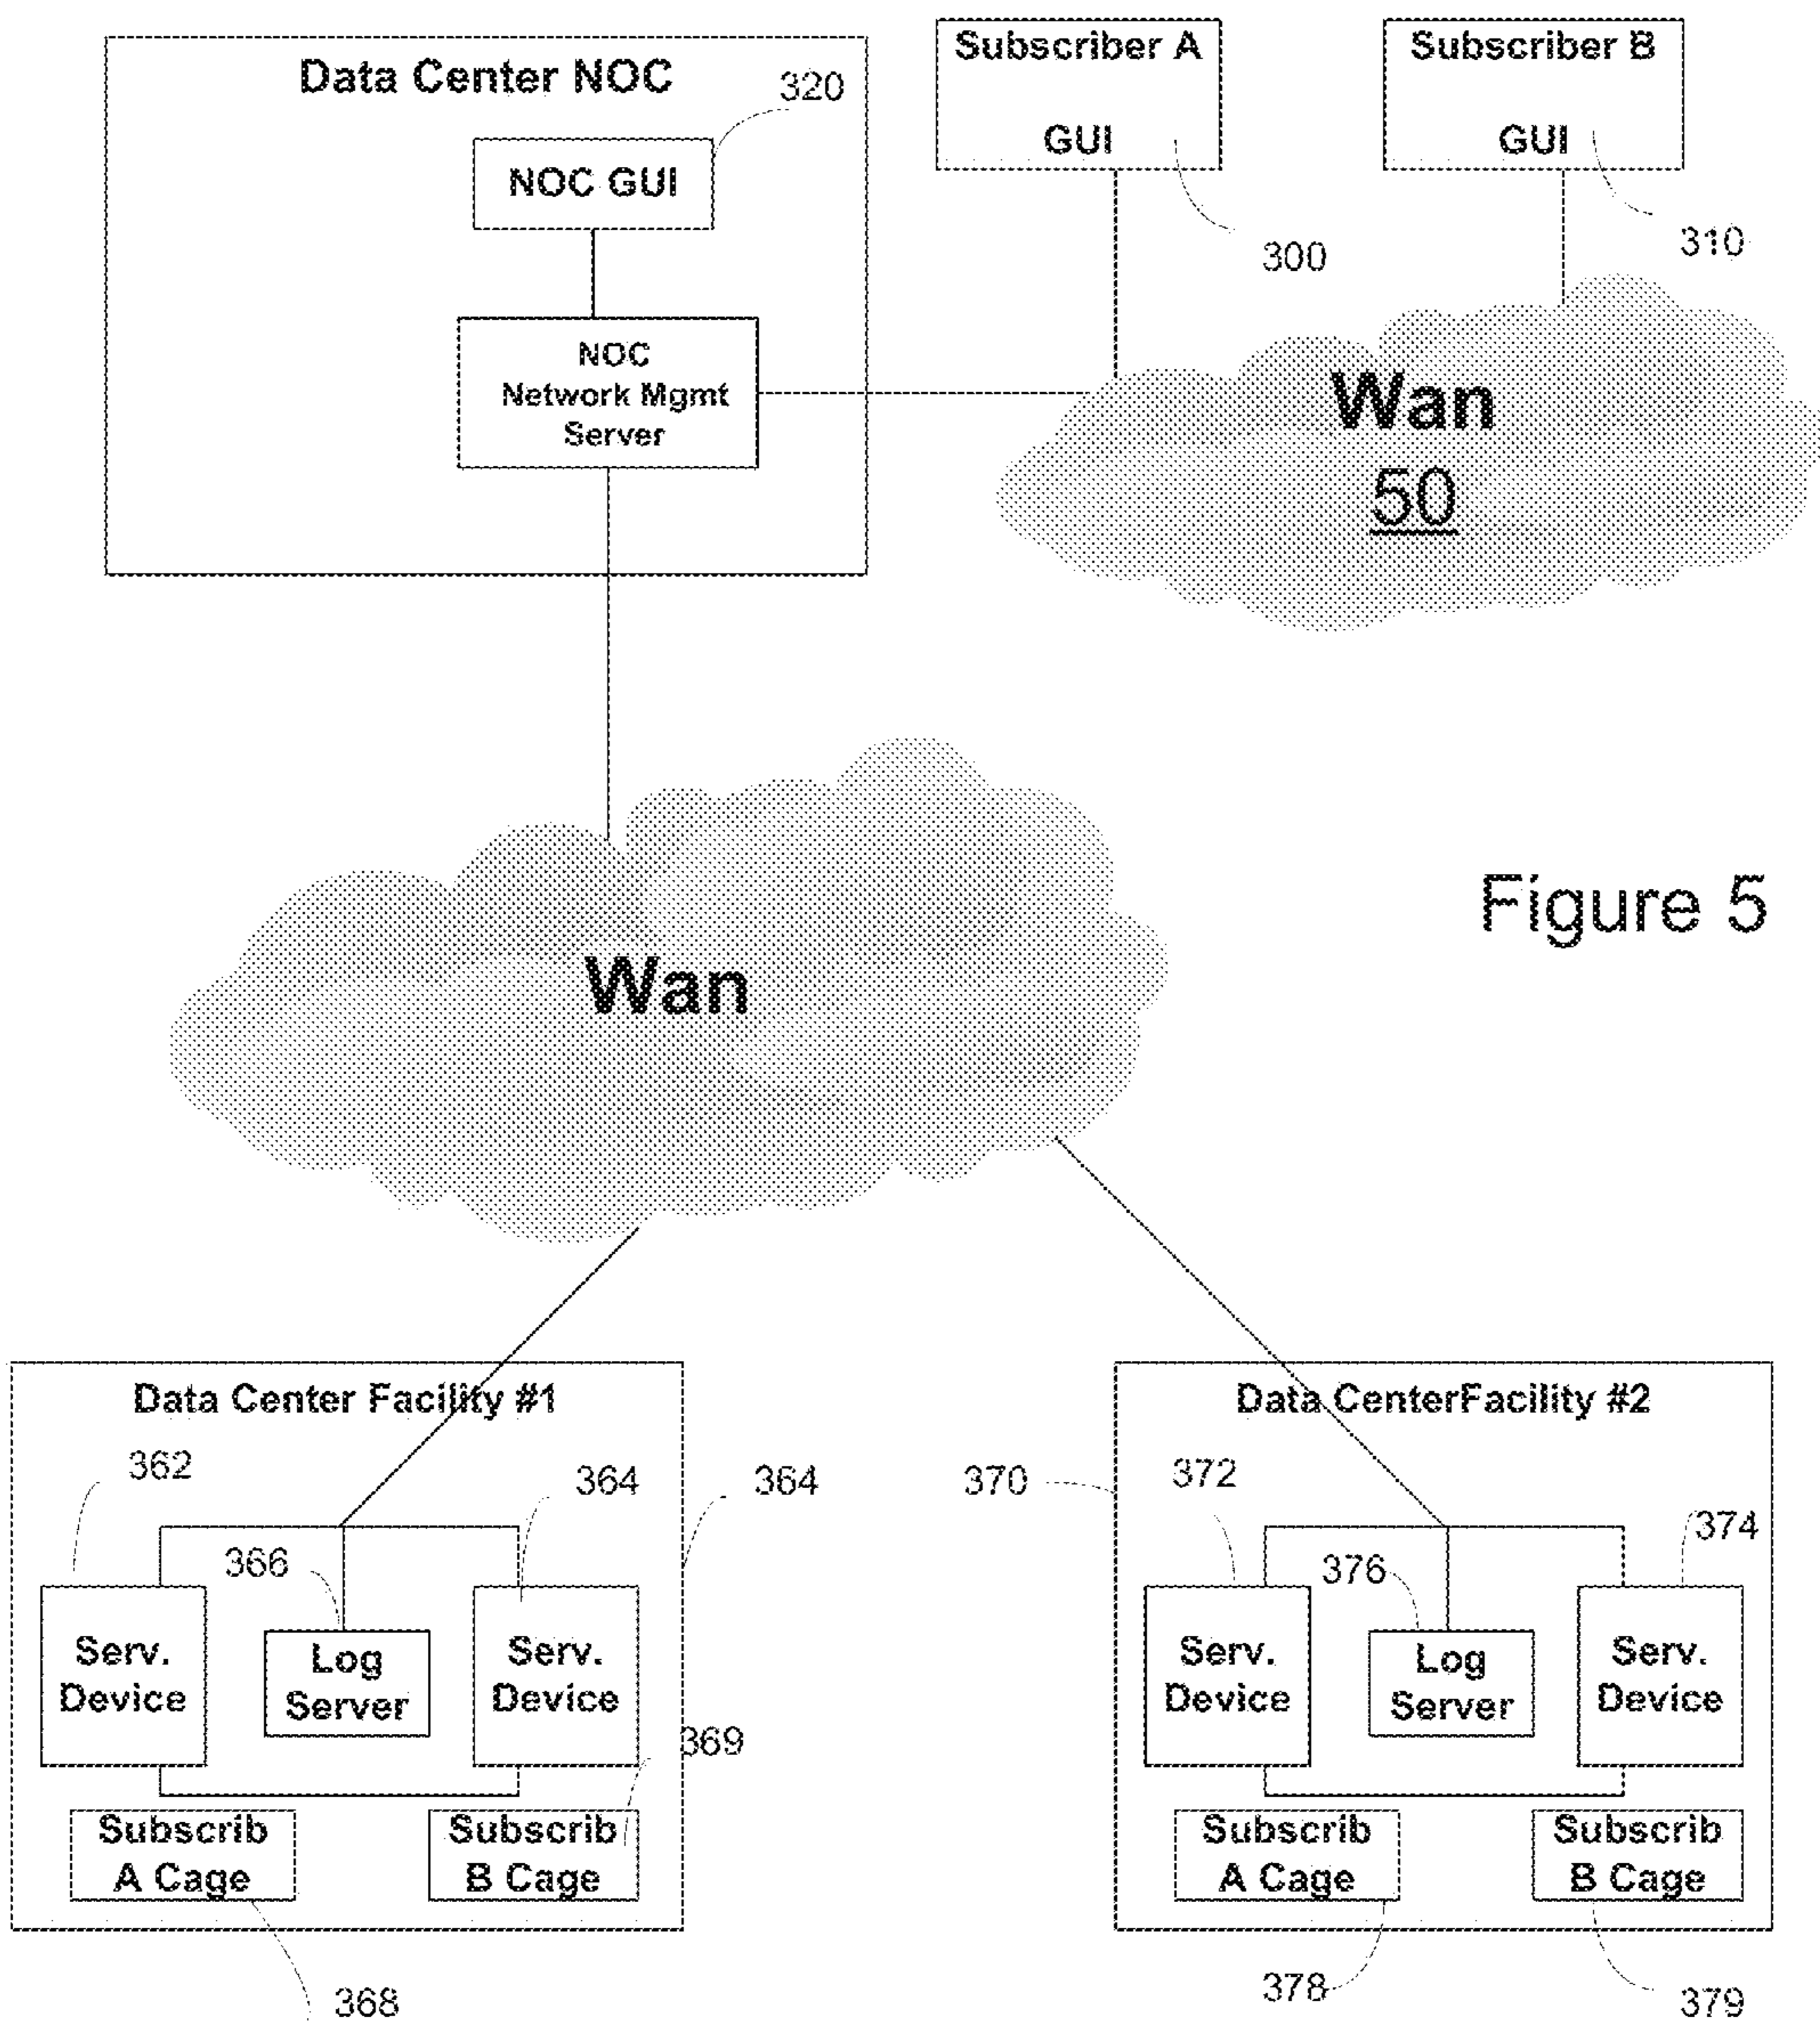 Data Center NOC
320
NOC GUI
NOC
Network Mgmt
Server
Subscriber A
GUI
300
Subscriber B
GUI
310
Wan
50
Wan
Figure 5
Data Center Facility #1
362
364
364
366
Serv.
Device
Log
Server
Serv.
Device
369
Subscrib
A Cage
Subscrib
B Cage
368
Data CenterFacility #2
370
372
374
376
Serv.
Device
Log
Server
Serv.
Device
Subscrib
A Cage
Subscrib
B Cage
378
379